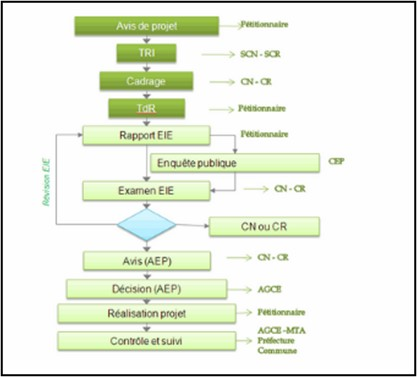 Avis de projet
Pétitionnaire
TRI
SCN - SCR
Cadrage
CN - CR
TdR
Pétitionnaire
Rapport EIE
Pétitionnaire
Enquête publique
CEP
Révision EIE
Examen EIE
CN - CR
CN ou CR
Avis (AEP)
CN - CR
Décision (AEP)
AGCE
Réalisation projet
Pétitionnaire
Contrôle et suivi
AGCE -MTA
Préfecture
Commune